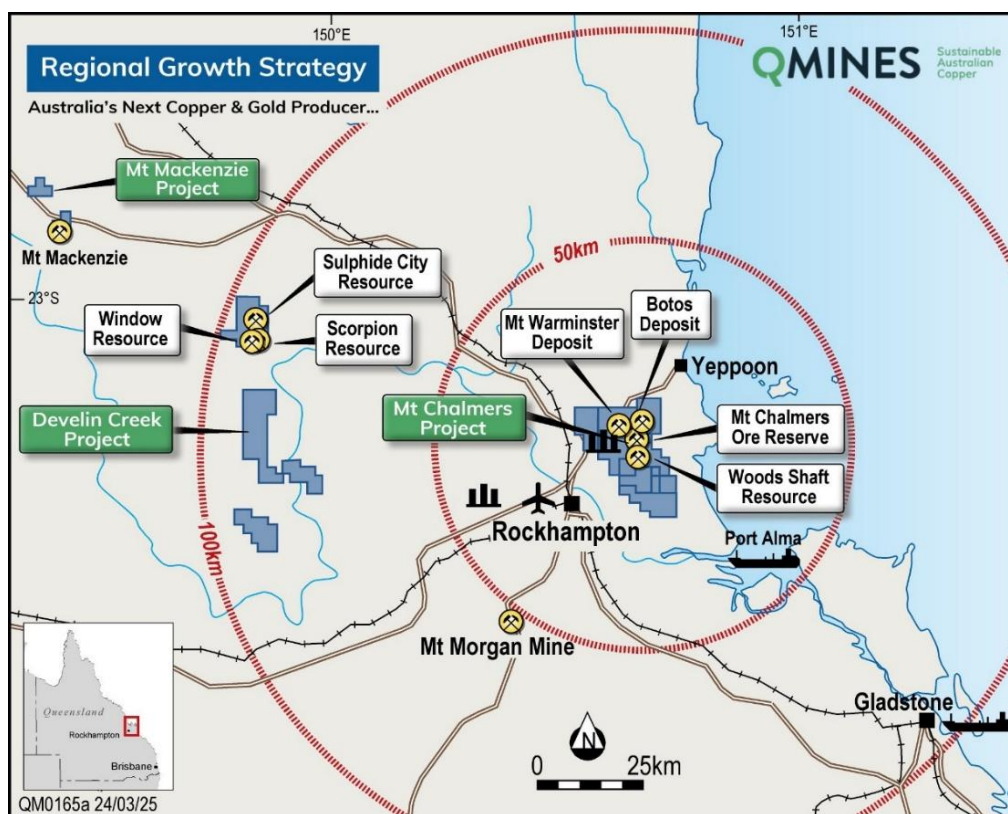 150°E
151°E
Regional Growth Strategy
Australia's Next Copper & Gold Producer...
QMINES
Sustainable
Australian
Copper
Mt Mackenzie
Project
Mt Mackenzie
50km
Sulphide City
Resource
23°S
Window
Resource
Scorpion
Resource
Mt Warminster
Deposit
Botos
Deposit
Yeppoon
Develin Creek
Project
Mt Chalmers
Project
Mt Chalmers
Ore Reserve
Woods Shaft
Resource
100km
Rockhampton
Port Alma
Mt Morgan Mine
Gladstone
Queensland
Rockhampton
Brisbane
N
0 25km
QM0165a 24/03/25